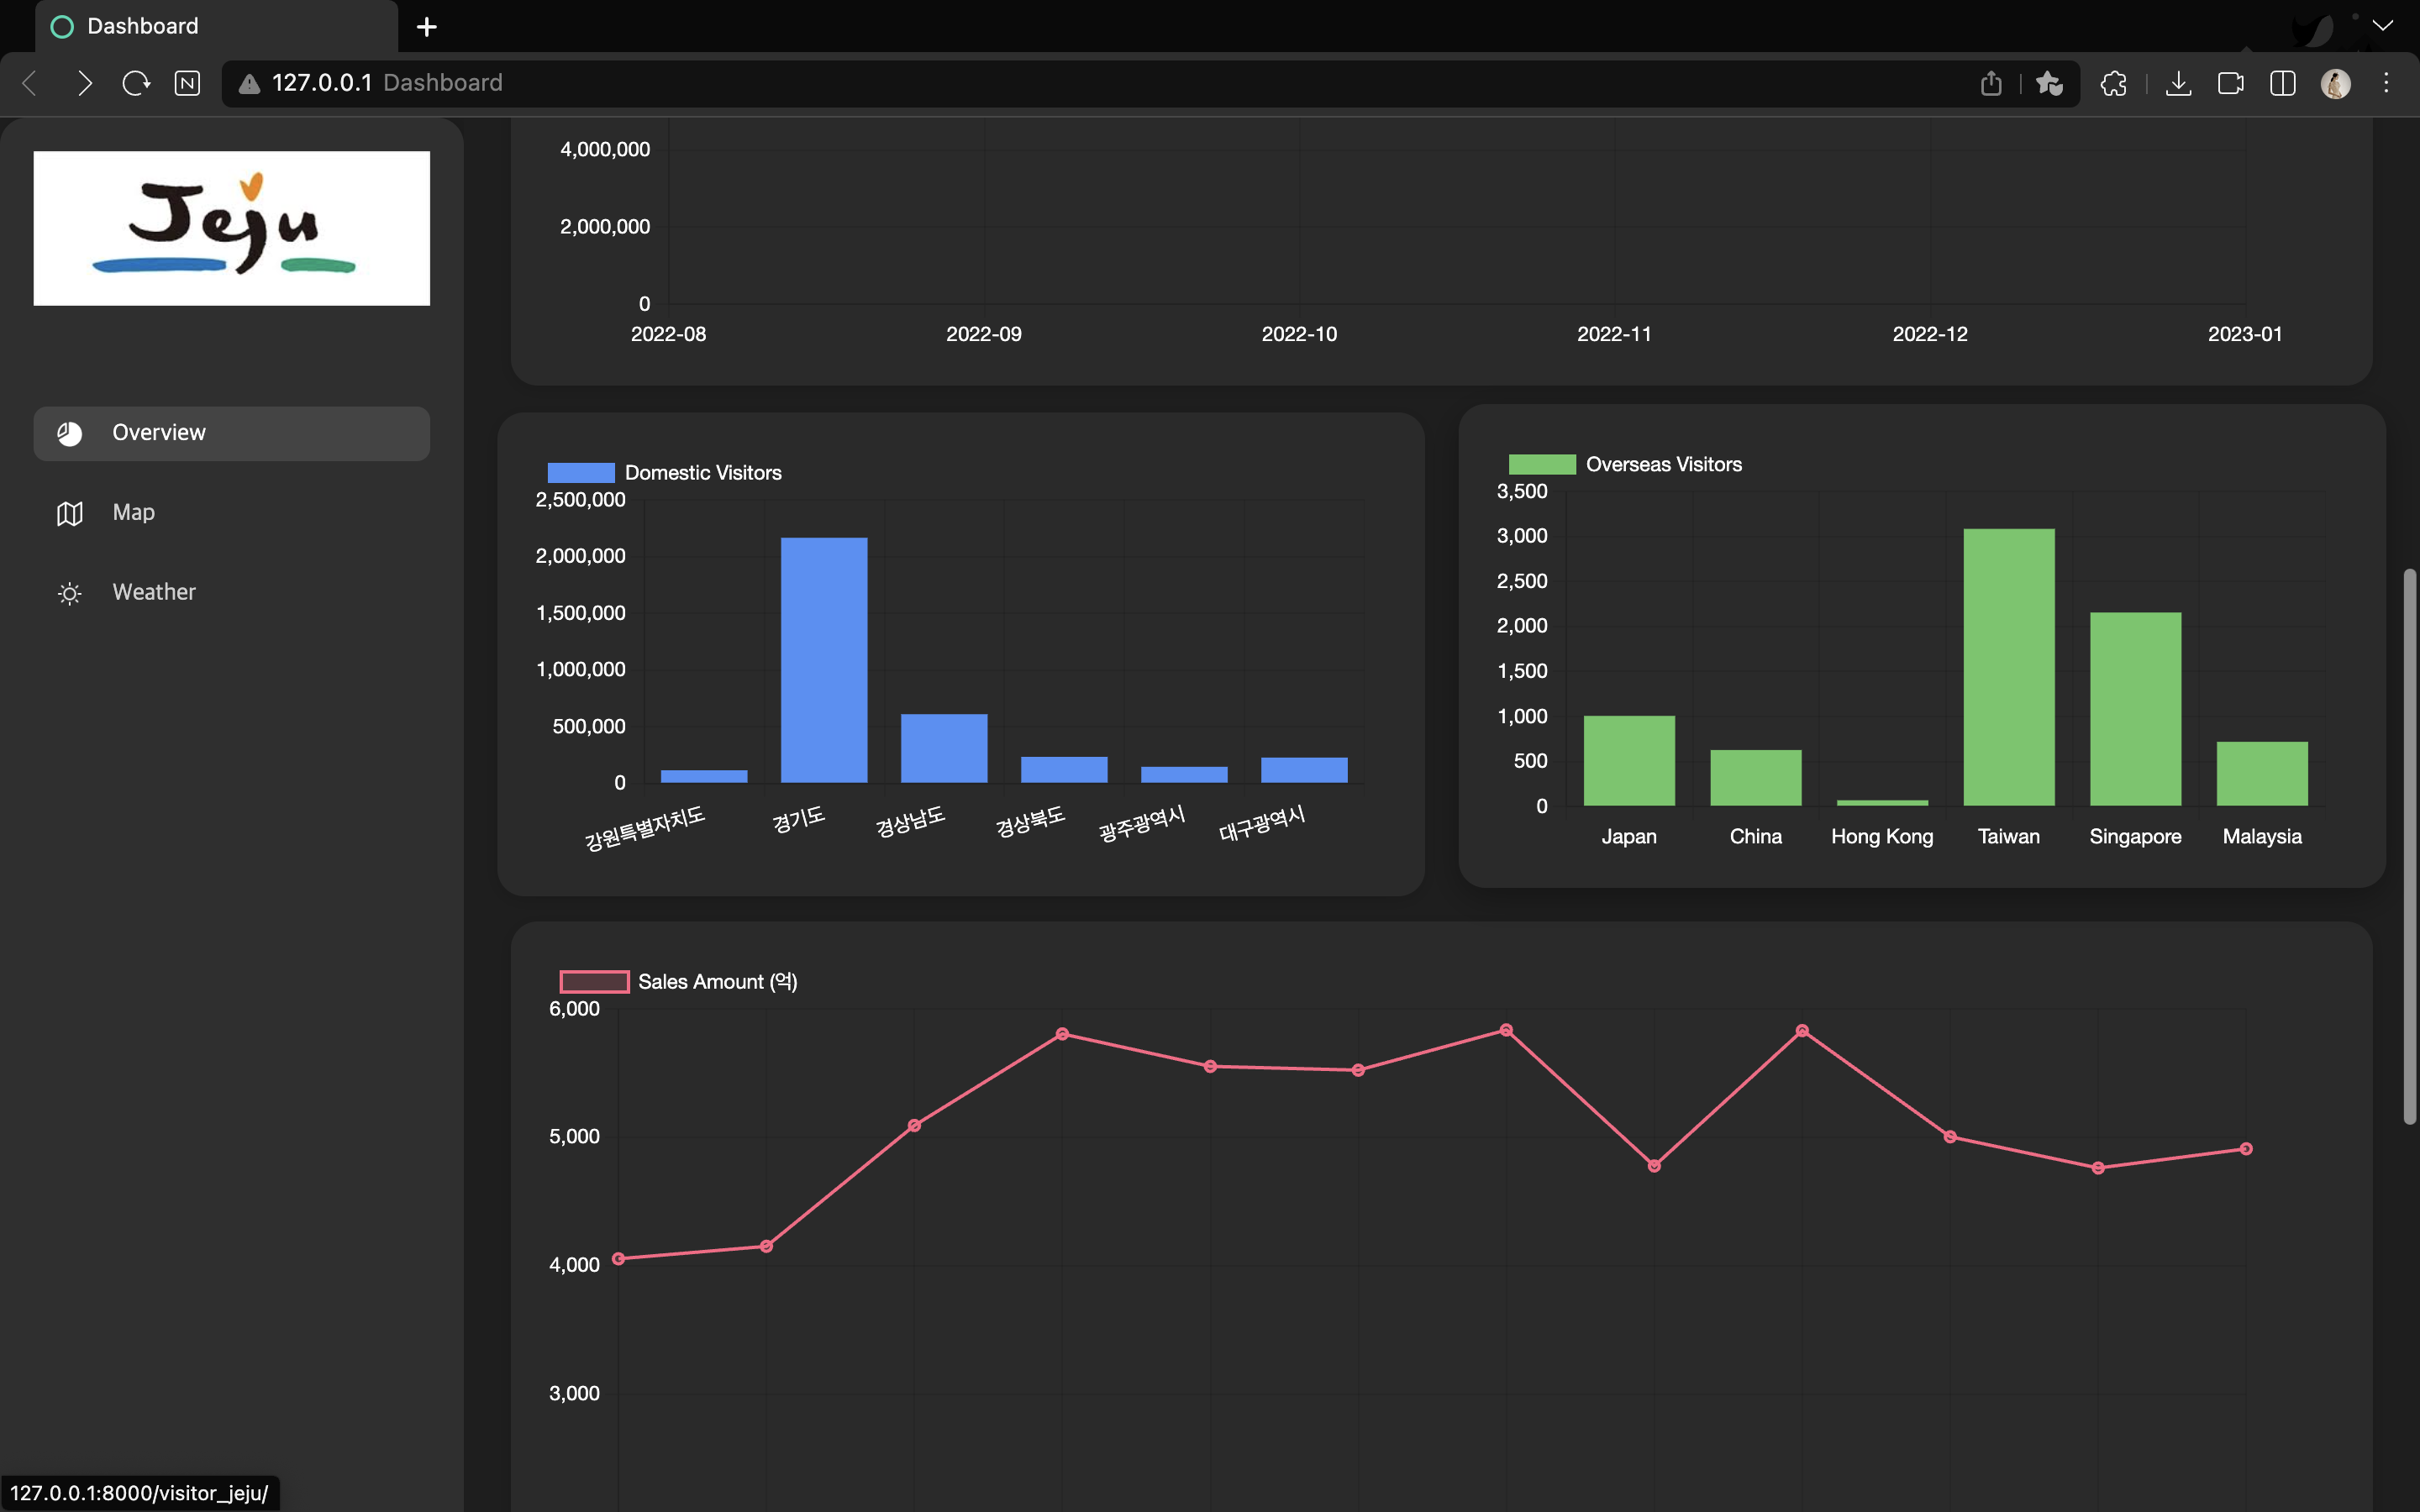 Dashboard
127.0.0.1 Dashboard
Jeju
Overview
Map
Weather
4,000,000
2,000,000
0
2022-08 2022-09 2022-10 2022-11 2022-12 2023-01
Domestic Visitors
2,500,000
2,000,000
1,500,000
1,000,000
500,000
0
강원특별자치도 경기도 경상남도 경상북도 광주광역시 대구광역시
Overseas Visitors
3,500
3,000
2,500
2,000
1,500
1,000
500
0
Japan China Hong Kong Taiwan Singapore Malaysia
Sales Amount (억)
6,000
5,000
4,000
3,000
127.0.0.1:8000/visitor_jeju/